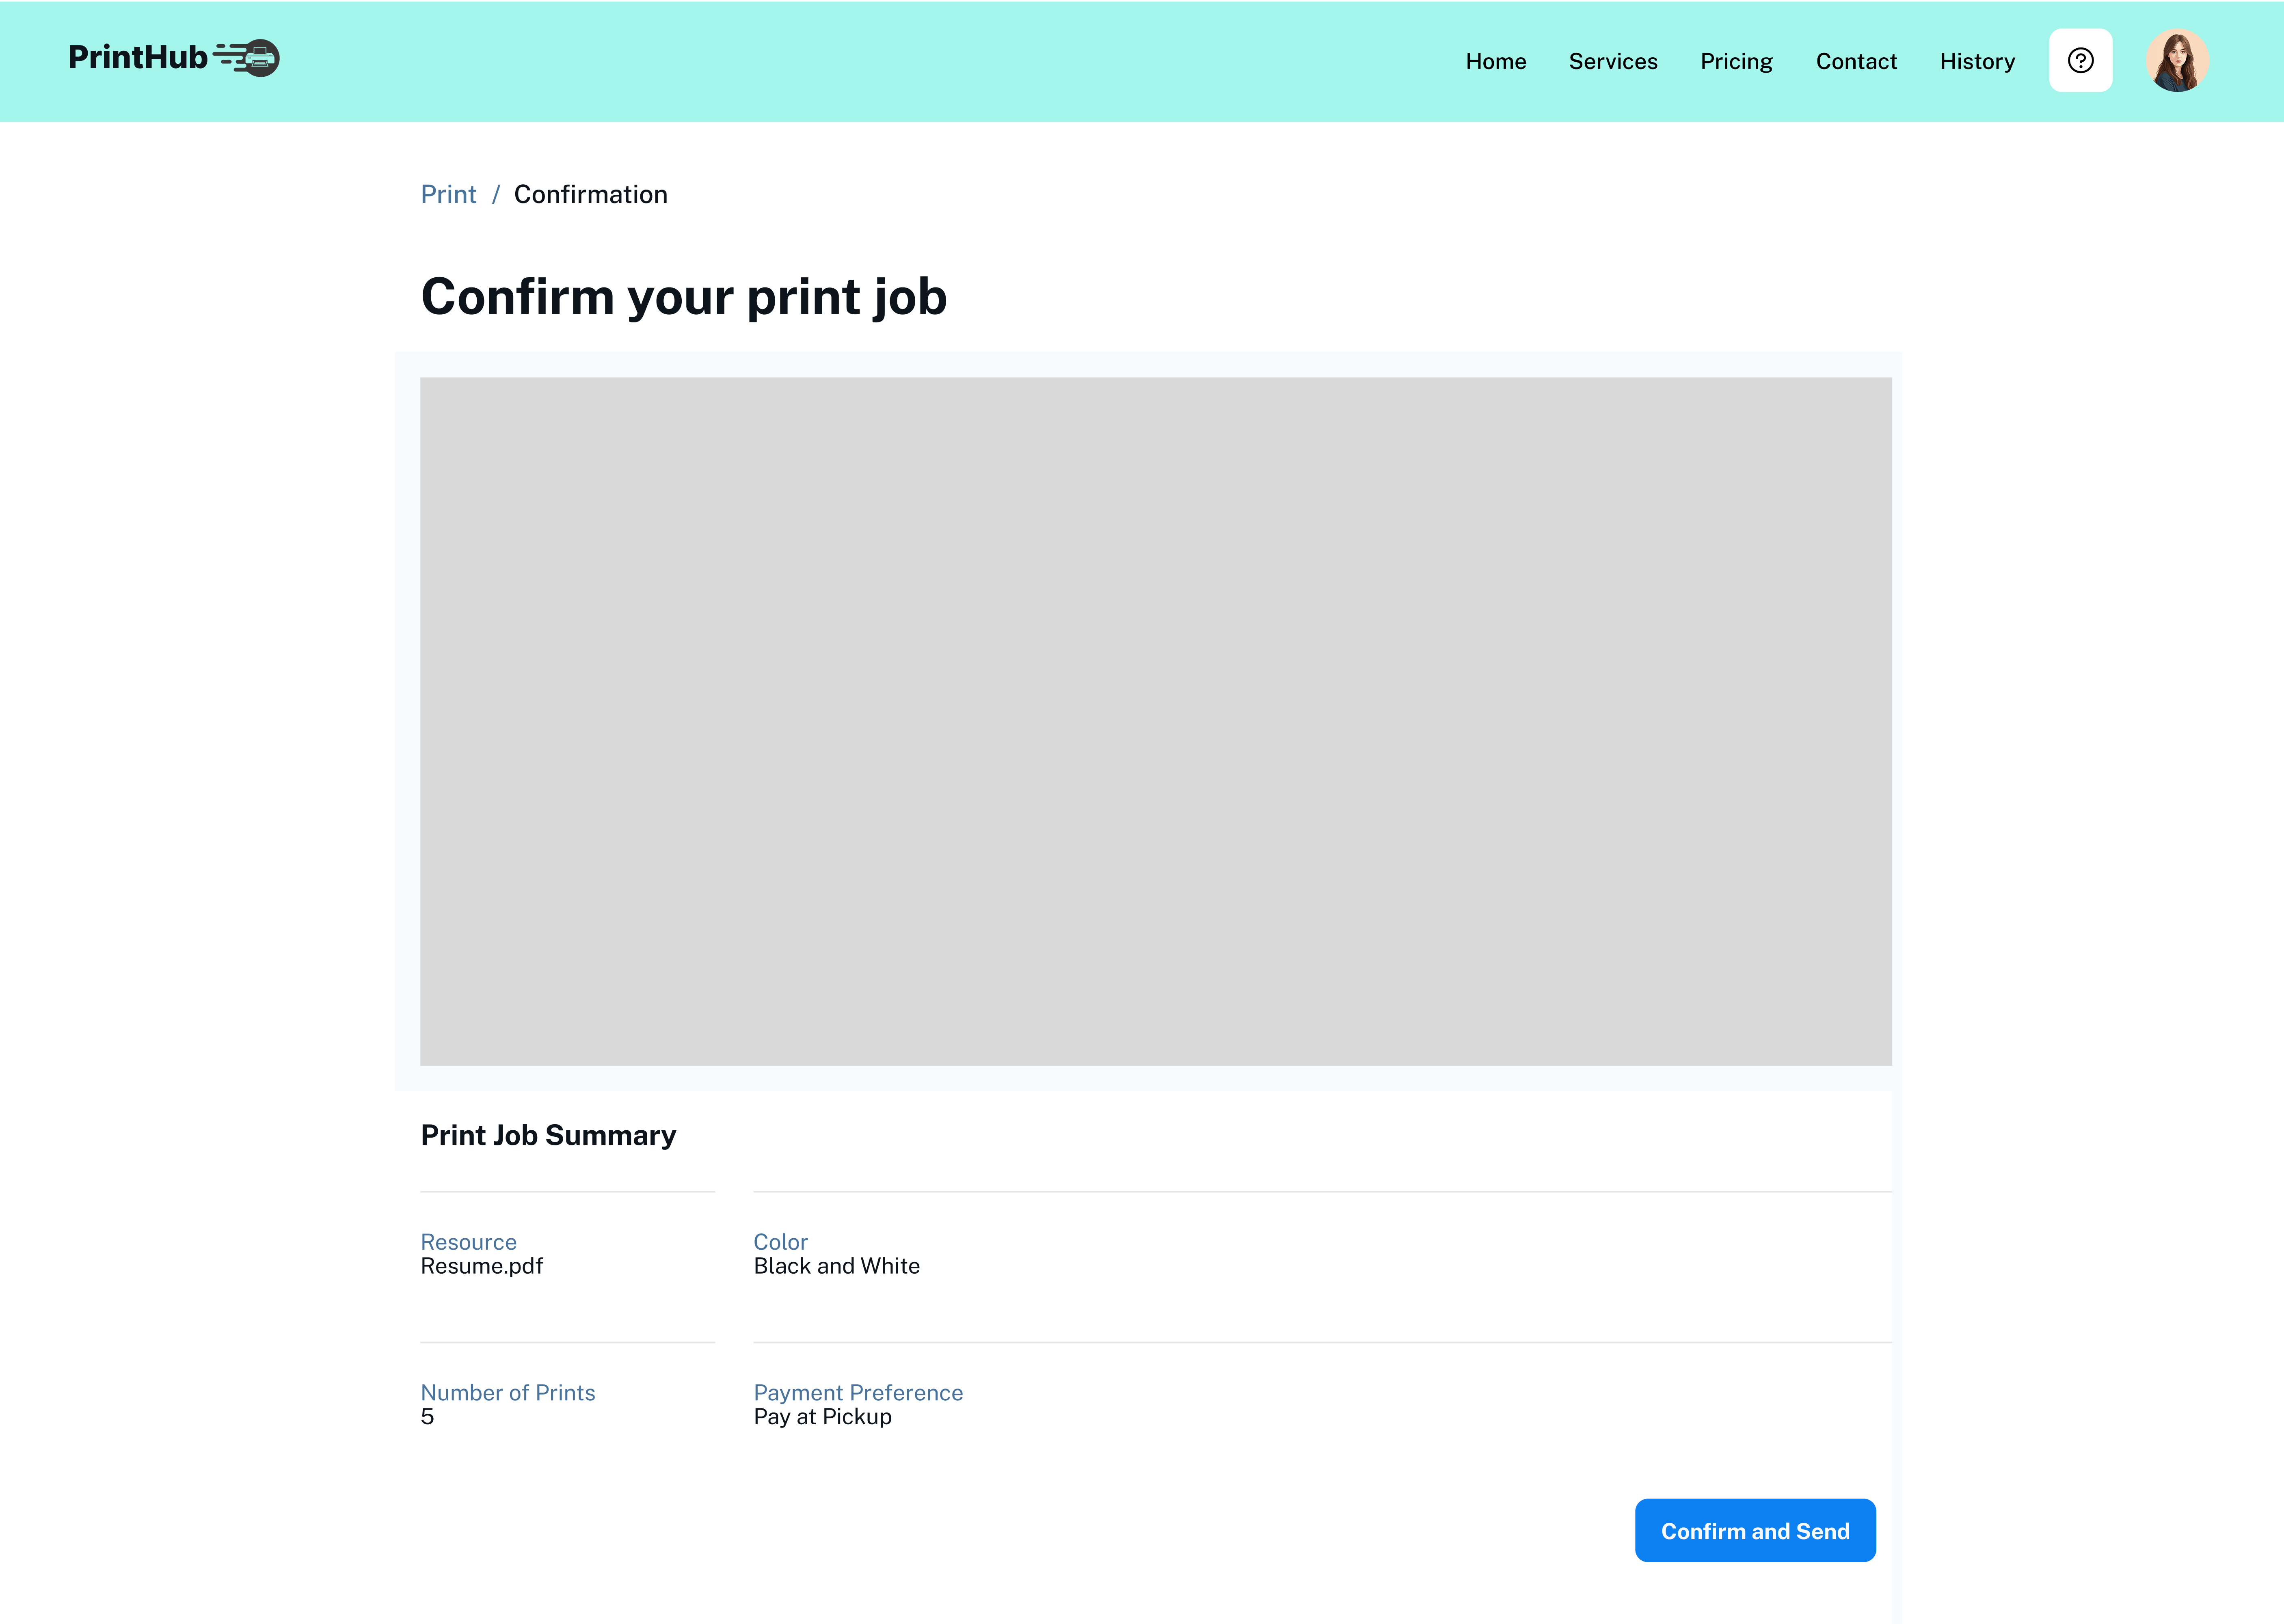 PrintHub
Home Services Pricing Contact History
Print / Confirmation
Confirm your print job
Print Job Summary
Resource Color
Resume.pdf Black and White
Number of Prints Payment Preference
5 Pay at Pickup
Confirm and Send